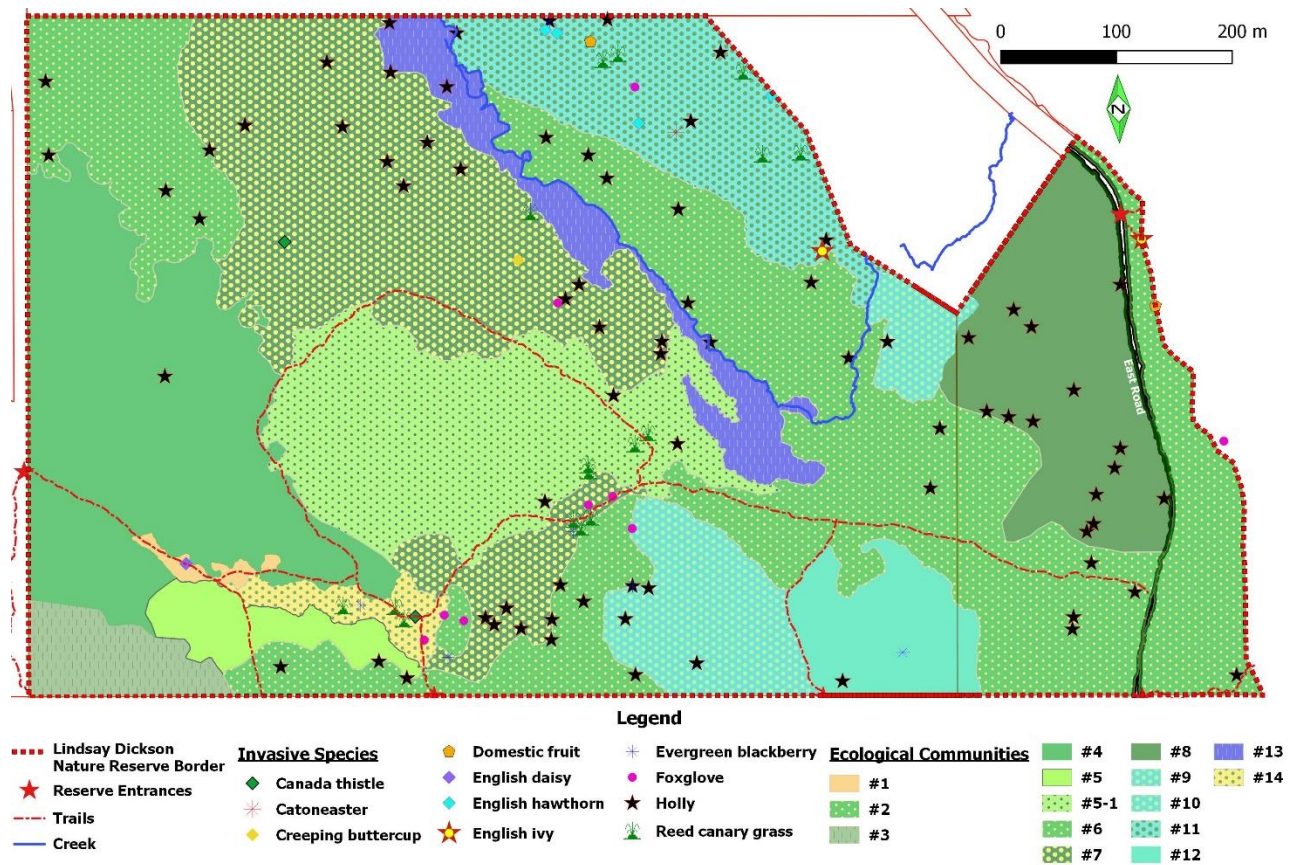 0 100 200 m
N
East Road
Legend
Lindsay Dickson
Nature Reserve Border
Reserve Entrances
Trails
Creek
Invasive Species
Canada thistle
Catoneaster
Creeping buttercup
Domestic fruit
English daisy
English hawthorn
English ivy
Evergreen blackberry
Foxglove
Holly
Reed canary grass
Ecological Communities
#1
#2
#3
#4
#5
#5-1
#6
#7
#8
#9
#10
#11
#12
#13
#14